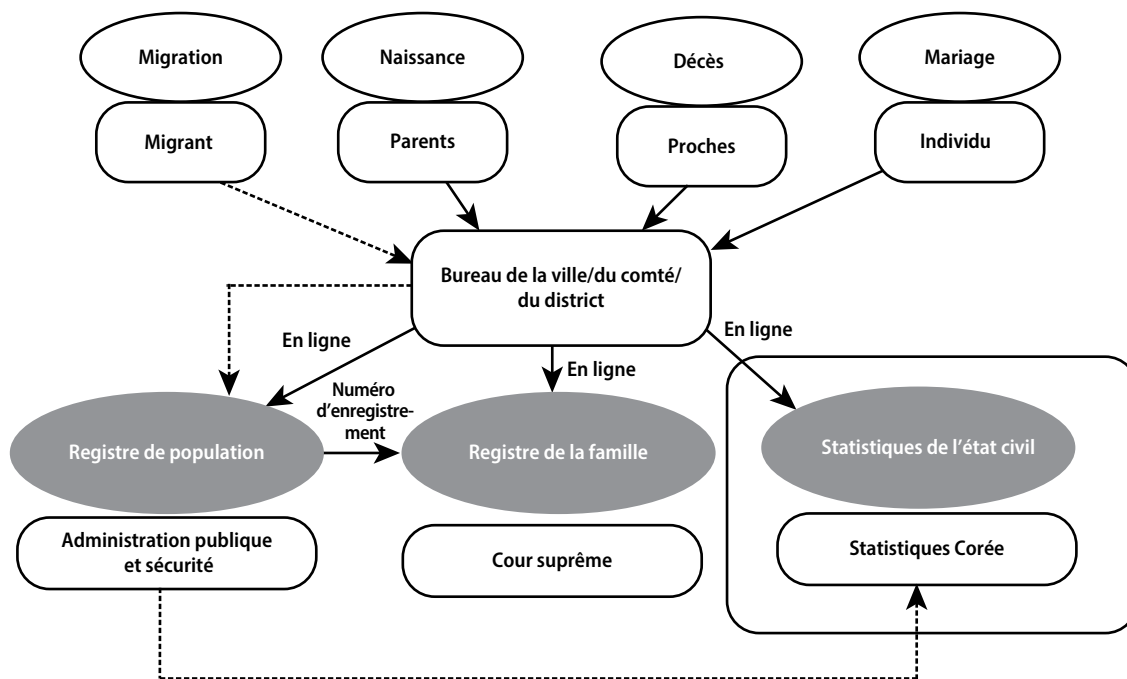 Migration
Naissance
Décès
Mariage
Migrant
Parents
Proches
Individu
Bureau de la ville/du comté/
du district
En ligne
En ligne
En ligne
Numéro
d'enregistre-
ment
Registre de population
Registre de la famille
Statistiques de l'état civil
Administration publique
et sécurité
Cour suprême
Statistiques Corée